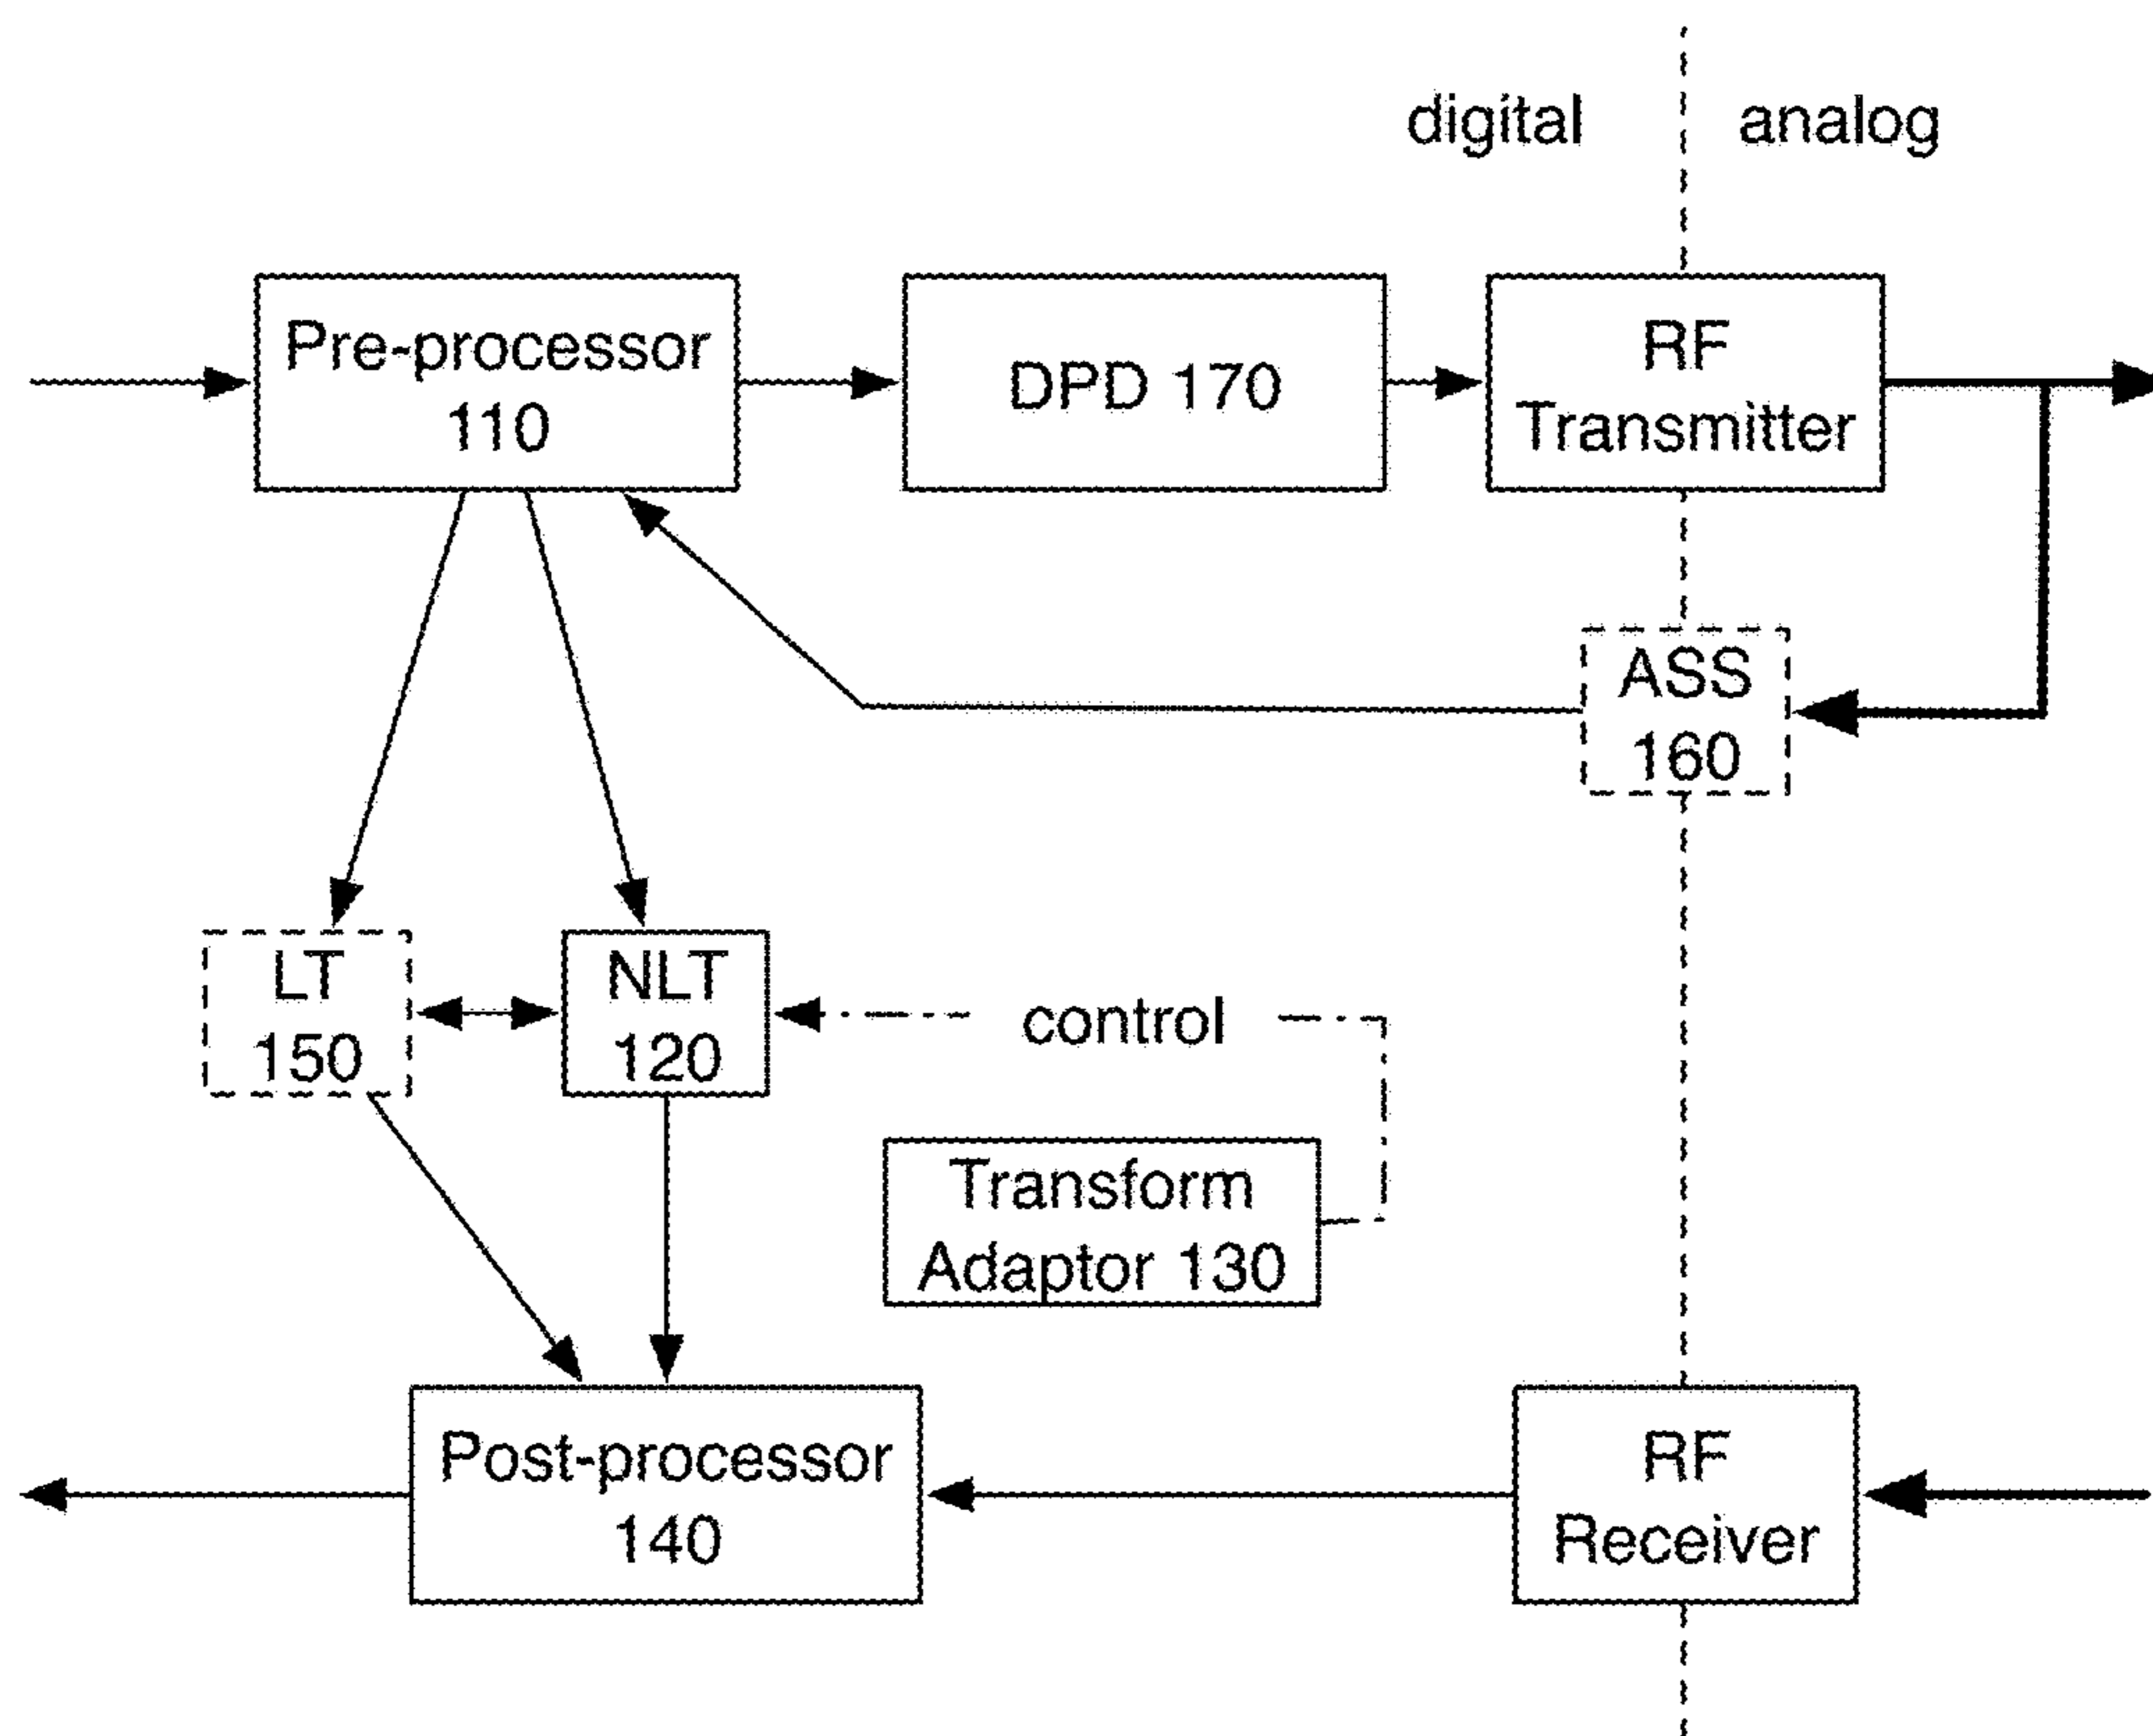 digital
analog
Pre-processor
110
DPD 170
RF
Transmitter
ASS
160
LT
150
NLT
120
control
Transform
Adaptor 130
Post-processor
140
RF
Receiver